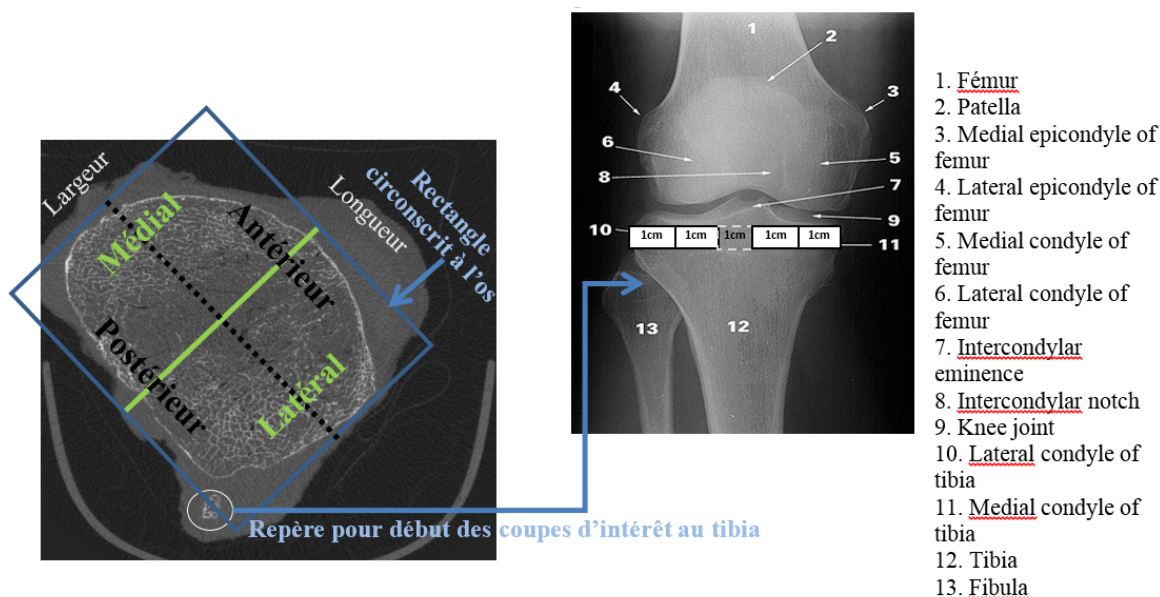 Largeur
Longueur
Rectangle
circonscrit à l’os
Médial
Antérieur
Postérieur
Latéral
Repère pour début des coupes d’intérêt au tibia
1
2
4
3
6
5
8
7
9
10
1cm 1cm 1cm 1cm 1cm
11
13
12
1. Fémur
2. Patella
3. Medial epicondyle of
femur
4. Lateral epicondyle of
femur
5. Medial condyle of
femur
6. Lateral condyle of
femur
7. Intercondylar
eminence
8. Intercondylar notch
9. Knee joint
10. Lateral condyle of
tibia
11. Medial condyle of
tibia
12. Tibia
13. Fibula